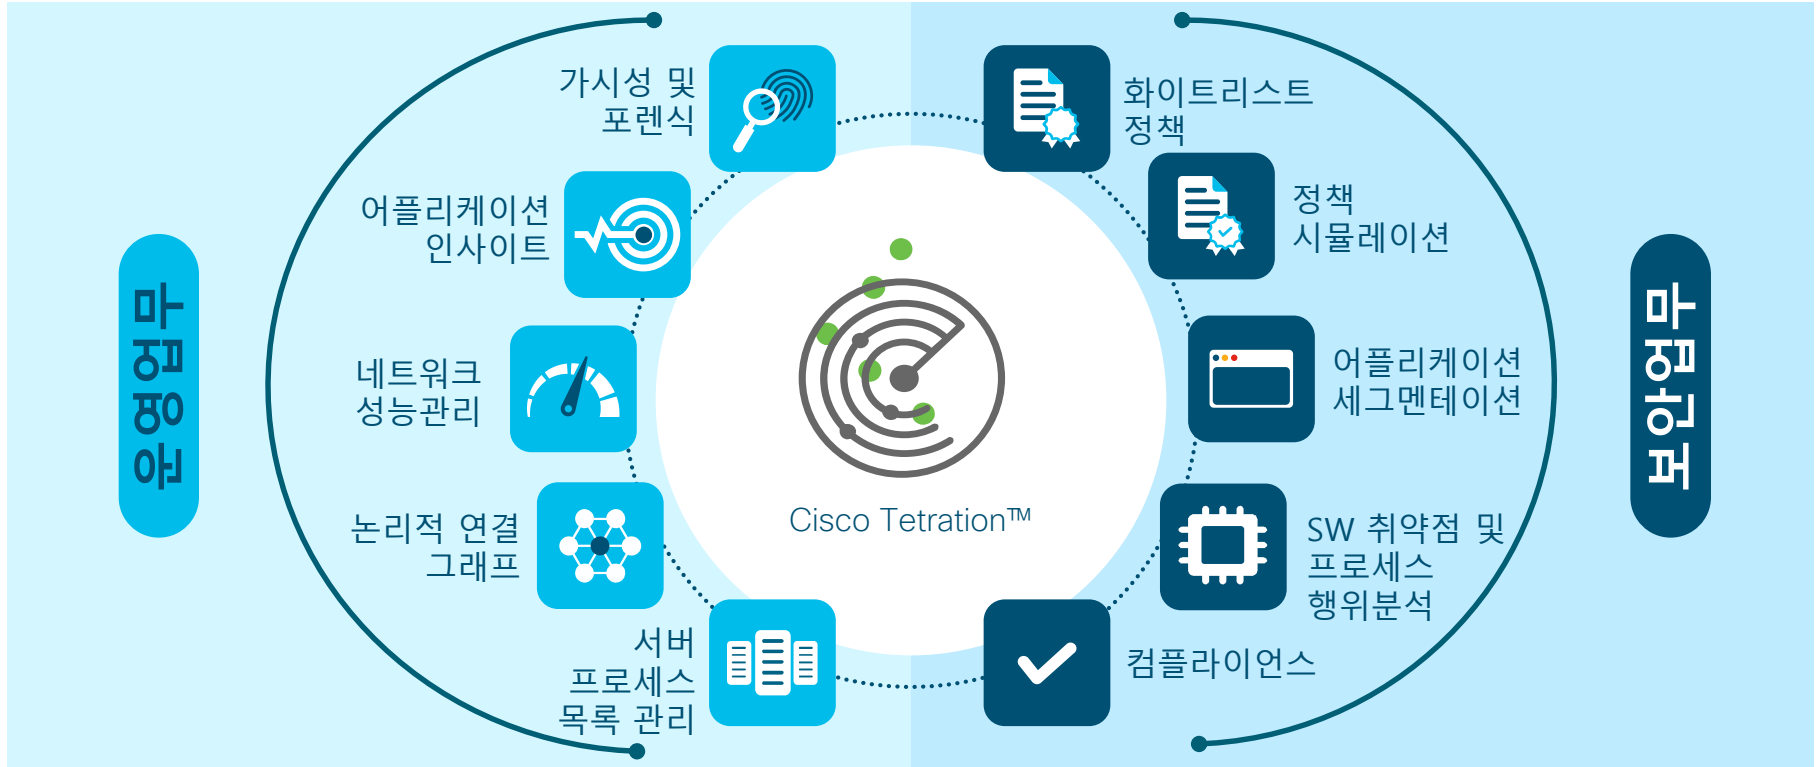 운영업무
가시성 및
포렌식
어플리케이션
인사이트
네트워크
성능관리
논리적 연결
그래프
서버
프로세스
목록 관리
Cisco Tetration™
화이트리스트
정책
정책
시뮬레이션
어플리케이션
세그멘테이션
SW 취약점 및
프로세스
행위분석
컴플라이언스
보안업무